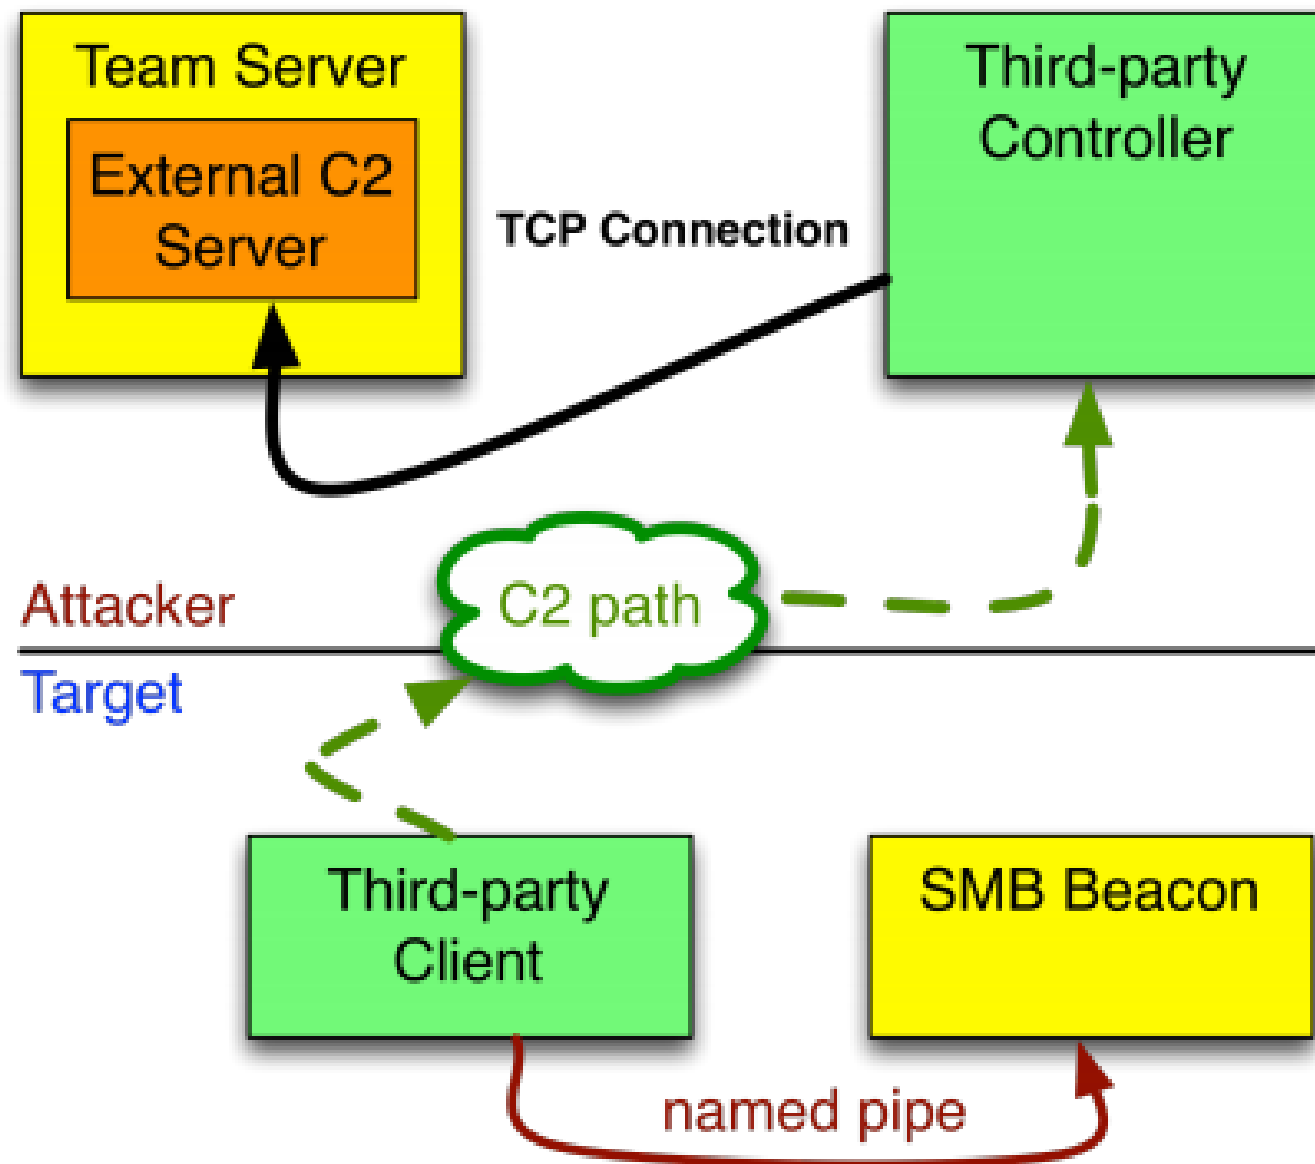 Team Server
External C2
Server
TCP Connection
Third-party
Controller
C2 path
Attacker
Target
Third-party
Client
SMB Beacon
named pipe